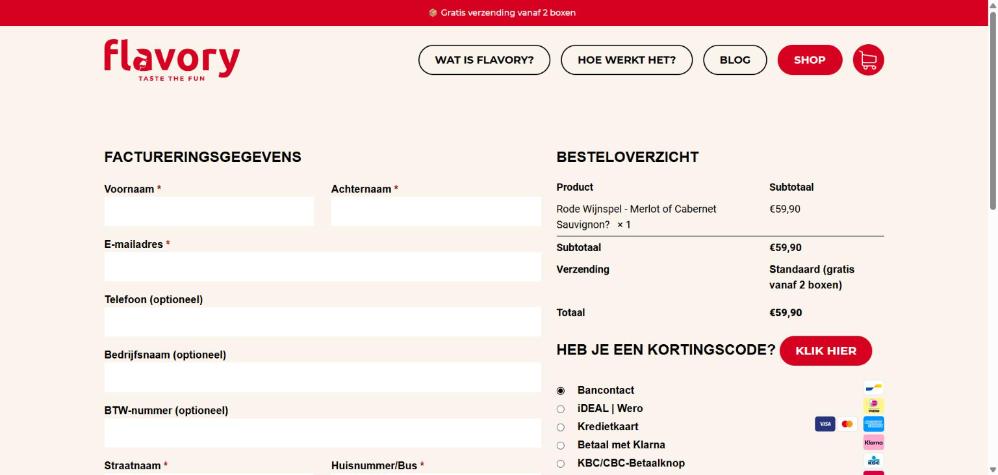 Gratis verzending vanaf 2 boxen
flavory
TASTE THE FUN
WAT IS FLAVORY?
HOE WERKT HET?
BLOG
SHOP
FACTURERINGSGEGEVENS
Voornaam *
Achternaam *
E-mailadres *
Telefoon (optioneel)
Bedrijfsnaam (optioneel)
BTW-nummer (optioneel)
Straatnaam *
Huisnummer/Bus *
BESTELOVERZICHT
Product
Subtotaal
Rode Wijnspel - Merlot of Cabernet
Sauvignon? × 1
€59,90
Subtotaal
€59,90
Verzending
Standaard (gratis
vanaf 2 boxen)
Totaal
€59,90
HEB JE EEN KORTINGSCODE?
KLIK HIER
Bancontact
iDEAL | Wero
Kredietkaart
VISA
Betaal met Klarna
Klarna
KBC/CBC-Betaalknop
KBC